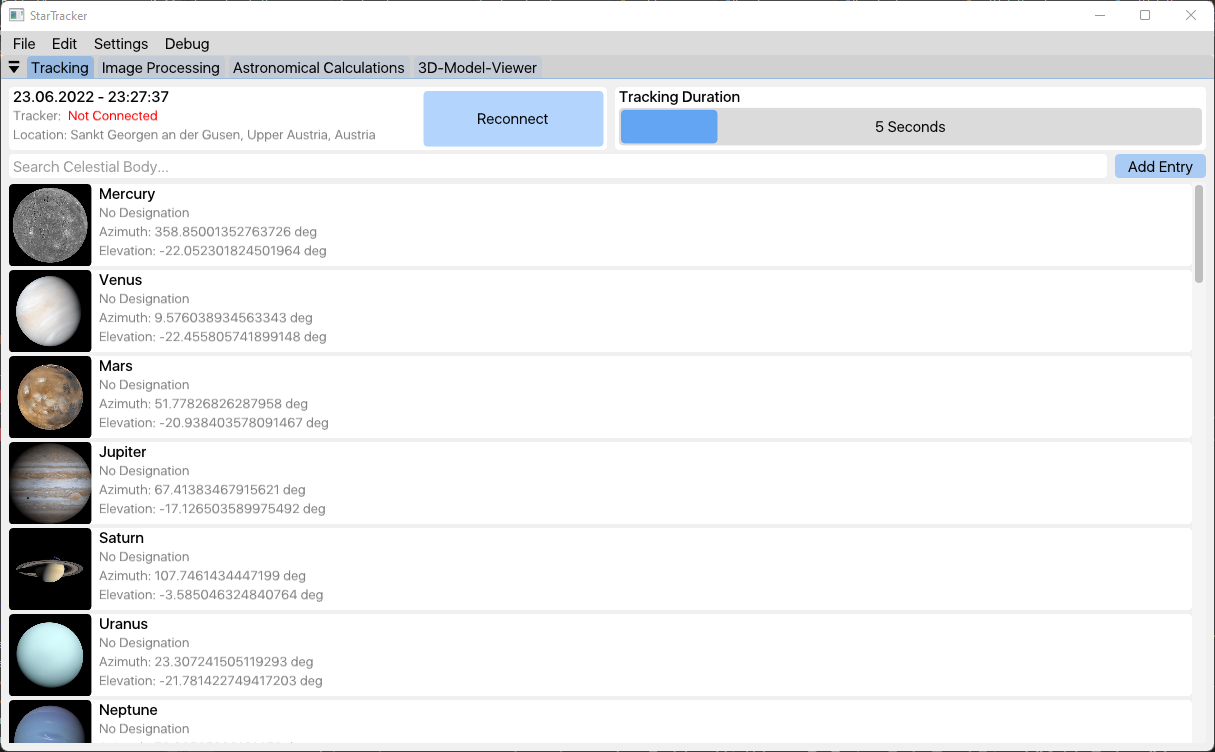 StarTracker
File Edit Settings Debug
Tracking Image Processing Astronomical Calculations 3D-Model-Viewer
23.06.2022 - 23:27:37
Tracker: Not Connected
Location: Sankt Georgen an der Gusen, Upper Austria, Austria
Reconnect
Tracking Duration
5 Seconds
Search Celestial Body...
Add Entry
Mercury
No Designation
Azimuth: 358.85001352763726 deg
Elevation: -22.052301824501964 deg
Venus
No Designation
Azimuth: 9.576038934563343 deg
Elevation: -22.455805741899148 deg
Mars
No Designation
Azimuth: 51.77826826287958 deg
Elevation: -20.938403578091467 deg
Jupiter
No Designation
Azimuth: 67.41383467915621 deg
Elevation: -17.126503589975492 deg
Saturn
No Designation
Azimuth: 107.7461434447199 deg
Elevation: -3.585046324840764 deg
Uranus
No Designation
Azimuth: 23.307241505119293 deg
Elevation: -21.781422749417203 deg
Neptune
No Designation